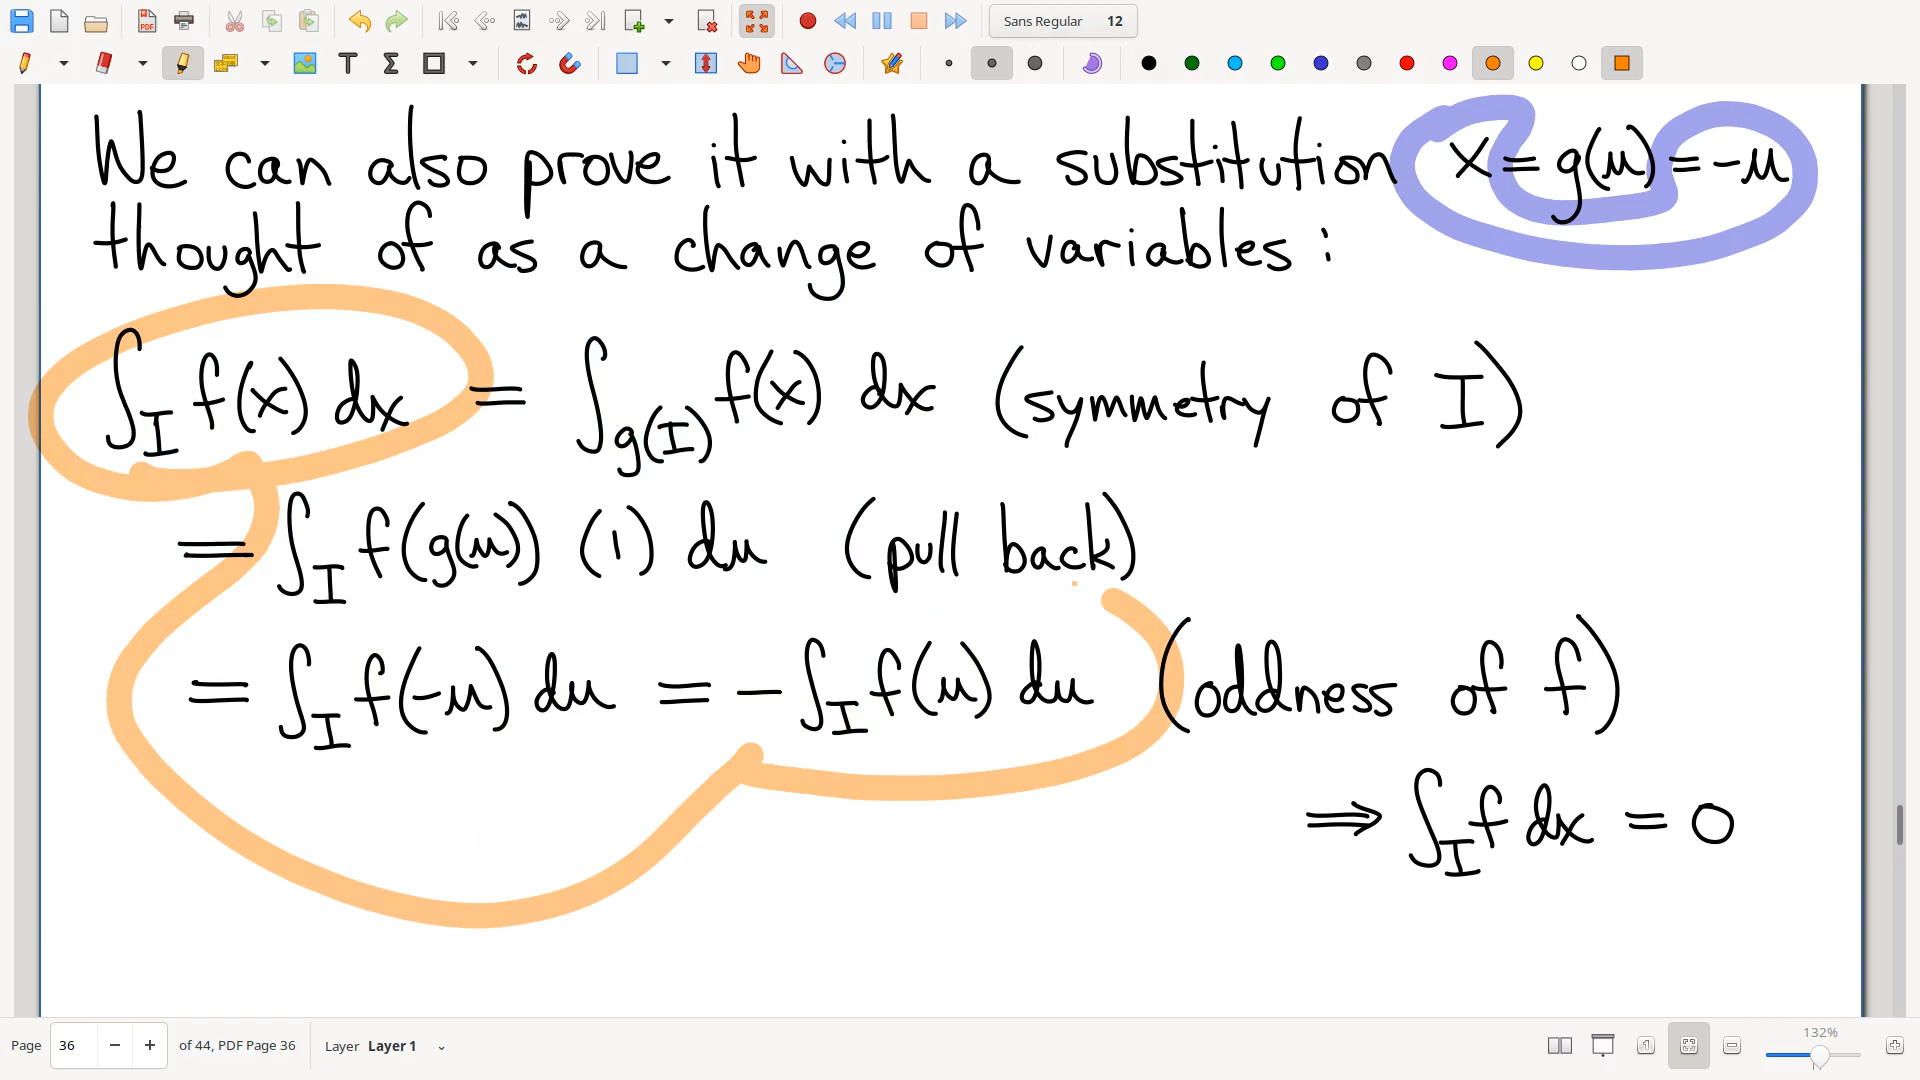 Sans Regular 12
We can also prove it with a substitution x = g(u) = -u
thought of as a change of variables:
∫_I f(x) dx = ∫_{g(I)} f(x) dx (symmetry of I)
= ∫_I f(g(u)) (1) du (pull back)
= ∫_I f(-u) du = -∫_I f(u) du (oddness of f)
⟹ ∫_I f dx = 0
Page 36 of 44, PDF Page 36 Layer Layer 1 132%